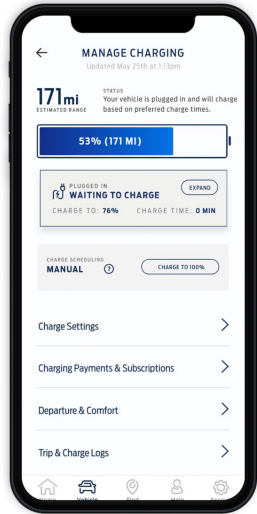 MANAGE CHARGING
Updated May 25th at 1:13pm
171mi
ESTIMATED RANGE
STATUS
Your vehicle is plugged in and will charge
based on preferred charge times.
53% (171 MI)
PLUGGED IN
WAITING TO CHARGE
EXPAND
CHARGE TO: 76% CHARGE TIME: 0 MIN
CHARGE SCHEDULING
MANUAL ?
CHARGE TO 100%
Charge Settings
Charging Payments & Subscriptions
Departure & Comfort
Trip & Charge Logs
Home Vehicle Find Help